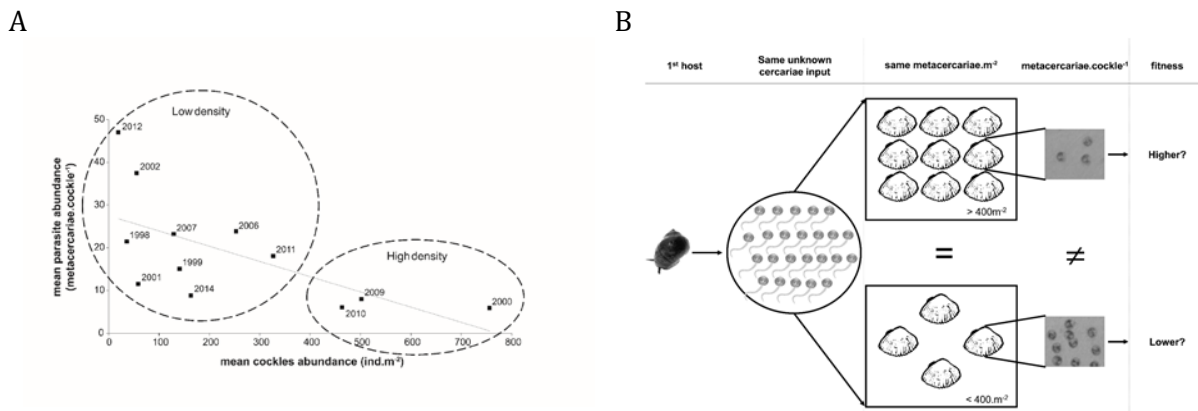 A
50
40
30
20
10
0
mean parasite abundance
(metacercariae.cockle⁻¹)
Low density
2012
2002
1998
2007
2006
2011
1999
2001
2014
High density
2009
2010
2000
0 100 200 300 400 500 600 700 800
mean cockles abundance (ind.m⁻²)
B
1ˢᵗ host
Same unknown
cercariae input
same metacercariae.m⁻²
metacercariae.cockle⁻¹
fitness
> 400m⁻²
Higher?
=
≠
< 400.m⁻²
Lower?